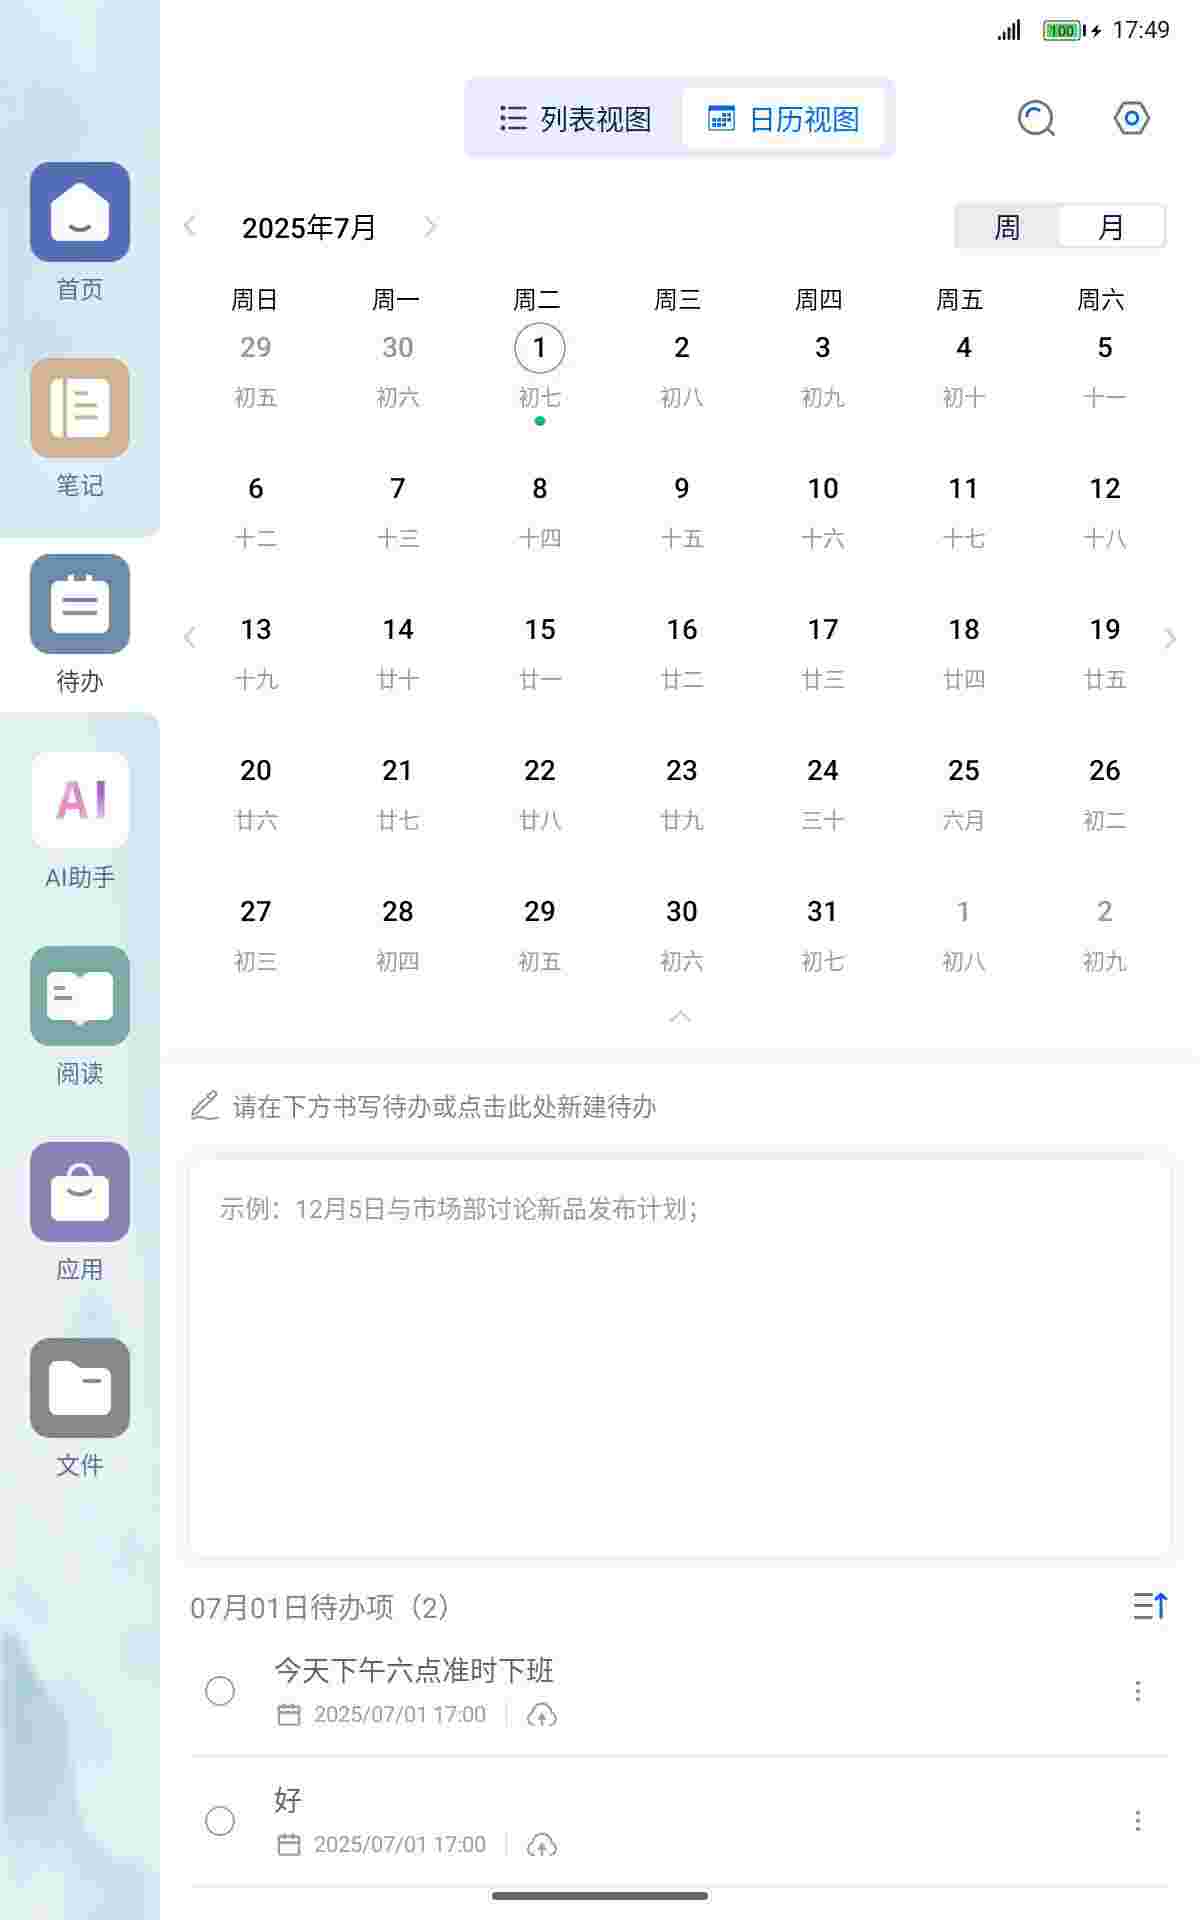 100 17:49
列表视图 日历视图
2025年7月 周 月
周日 周一 周二 周三 周四 周五 周六
29 30 1 2 3 4 5
初五 初六 初七 初八 初九 初十 十一
6 7 8 9 10 11 12
十二 十三 十四 十五 十六 十七 十八
13 14 15 16 17 18 19
十九 廿十 廿一 廿二 廿三 廿四 廿五
20 21 22 23 24 25 26
廿六 廿七 廿八 廿九 三十 六月 初二
27 28 29 30 31 1 2
初三 初四 初五 初六 初七 初八 初九
请在下方书写待办或点击此处新建待办
示例：12月5日与市场部讨论新品发布计划；
07月01日待办项（2）
今天下午六点准时下班
2025/07/01 17:00
好
2025/07/01 17:00
首页
笔记
待办
AI
AI助手
阅读
应用
文件